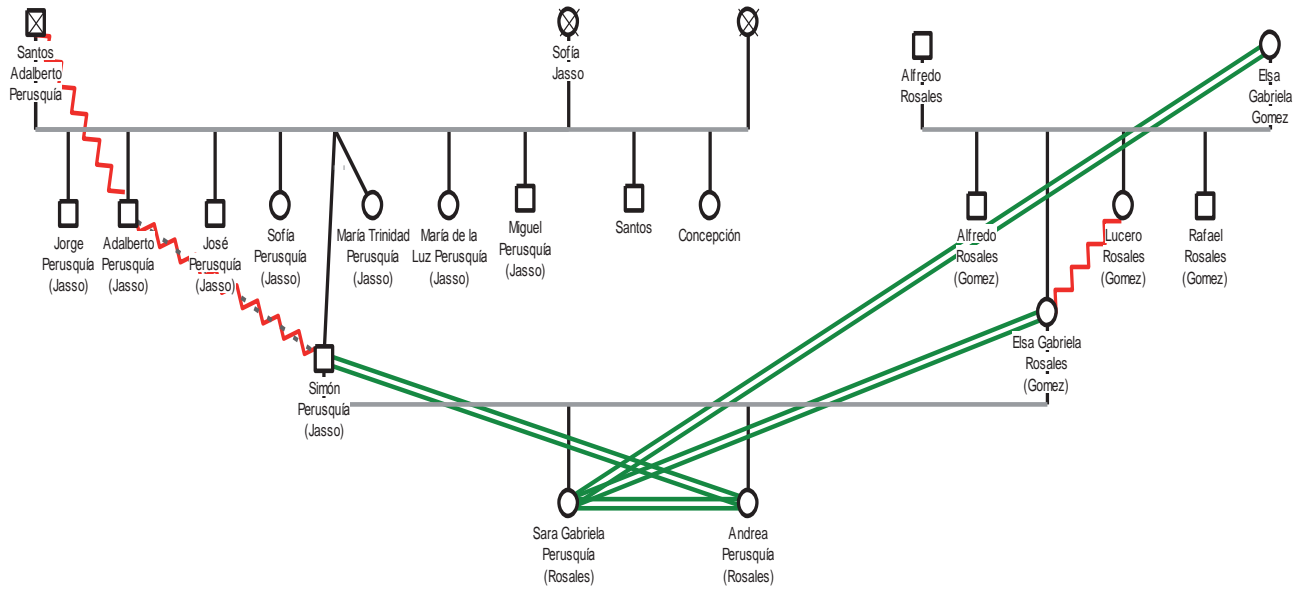 Santos
Adalberto
Perusquía
Sofía
Jasso
Alfredo
Rosales
Elsa
Gabriela
Gomez
Jorge
Perusquía
(Jasso)
Adalberto
Perusquía
(Jasso)
José
Perusquía
(Jasso)
Sofía
Perusquía
(Jasso)
María Trinidad
Perusquía
(Jasso)
María de la
Luz Perusquía
(Jasso)
Miguel
Perusquía
(Jasso)
Santos
Concepción
Alfredo
Rosales
(Gomez)
Lucero
Rosales
(Gomez)
Rafael
Rosales
(Gomez)
Elsa Gabriela
Rosales
(Gomez)
Simón
Perusquía
(Jasso)
Sara Gabriela
Perusquía
(Rosales)
Andrea
Perusquía
(Rosales)